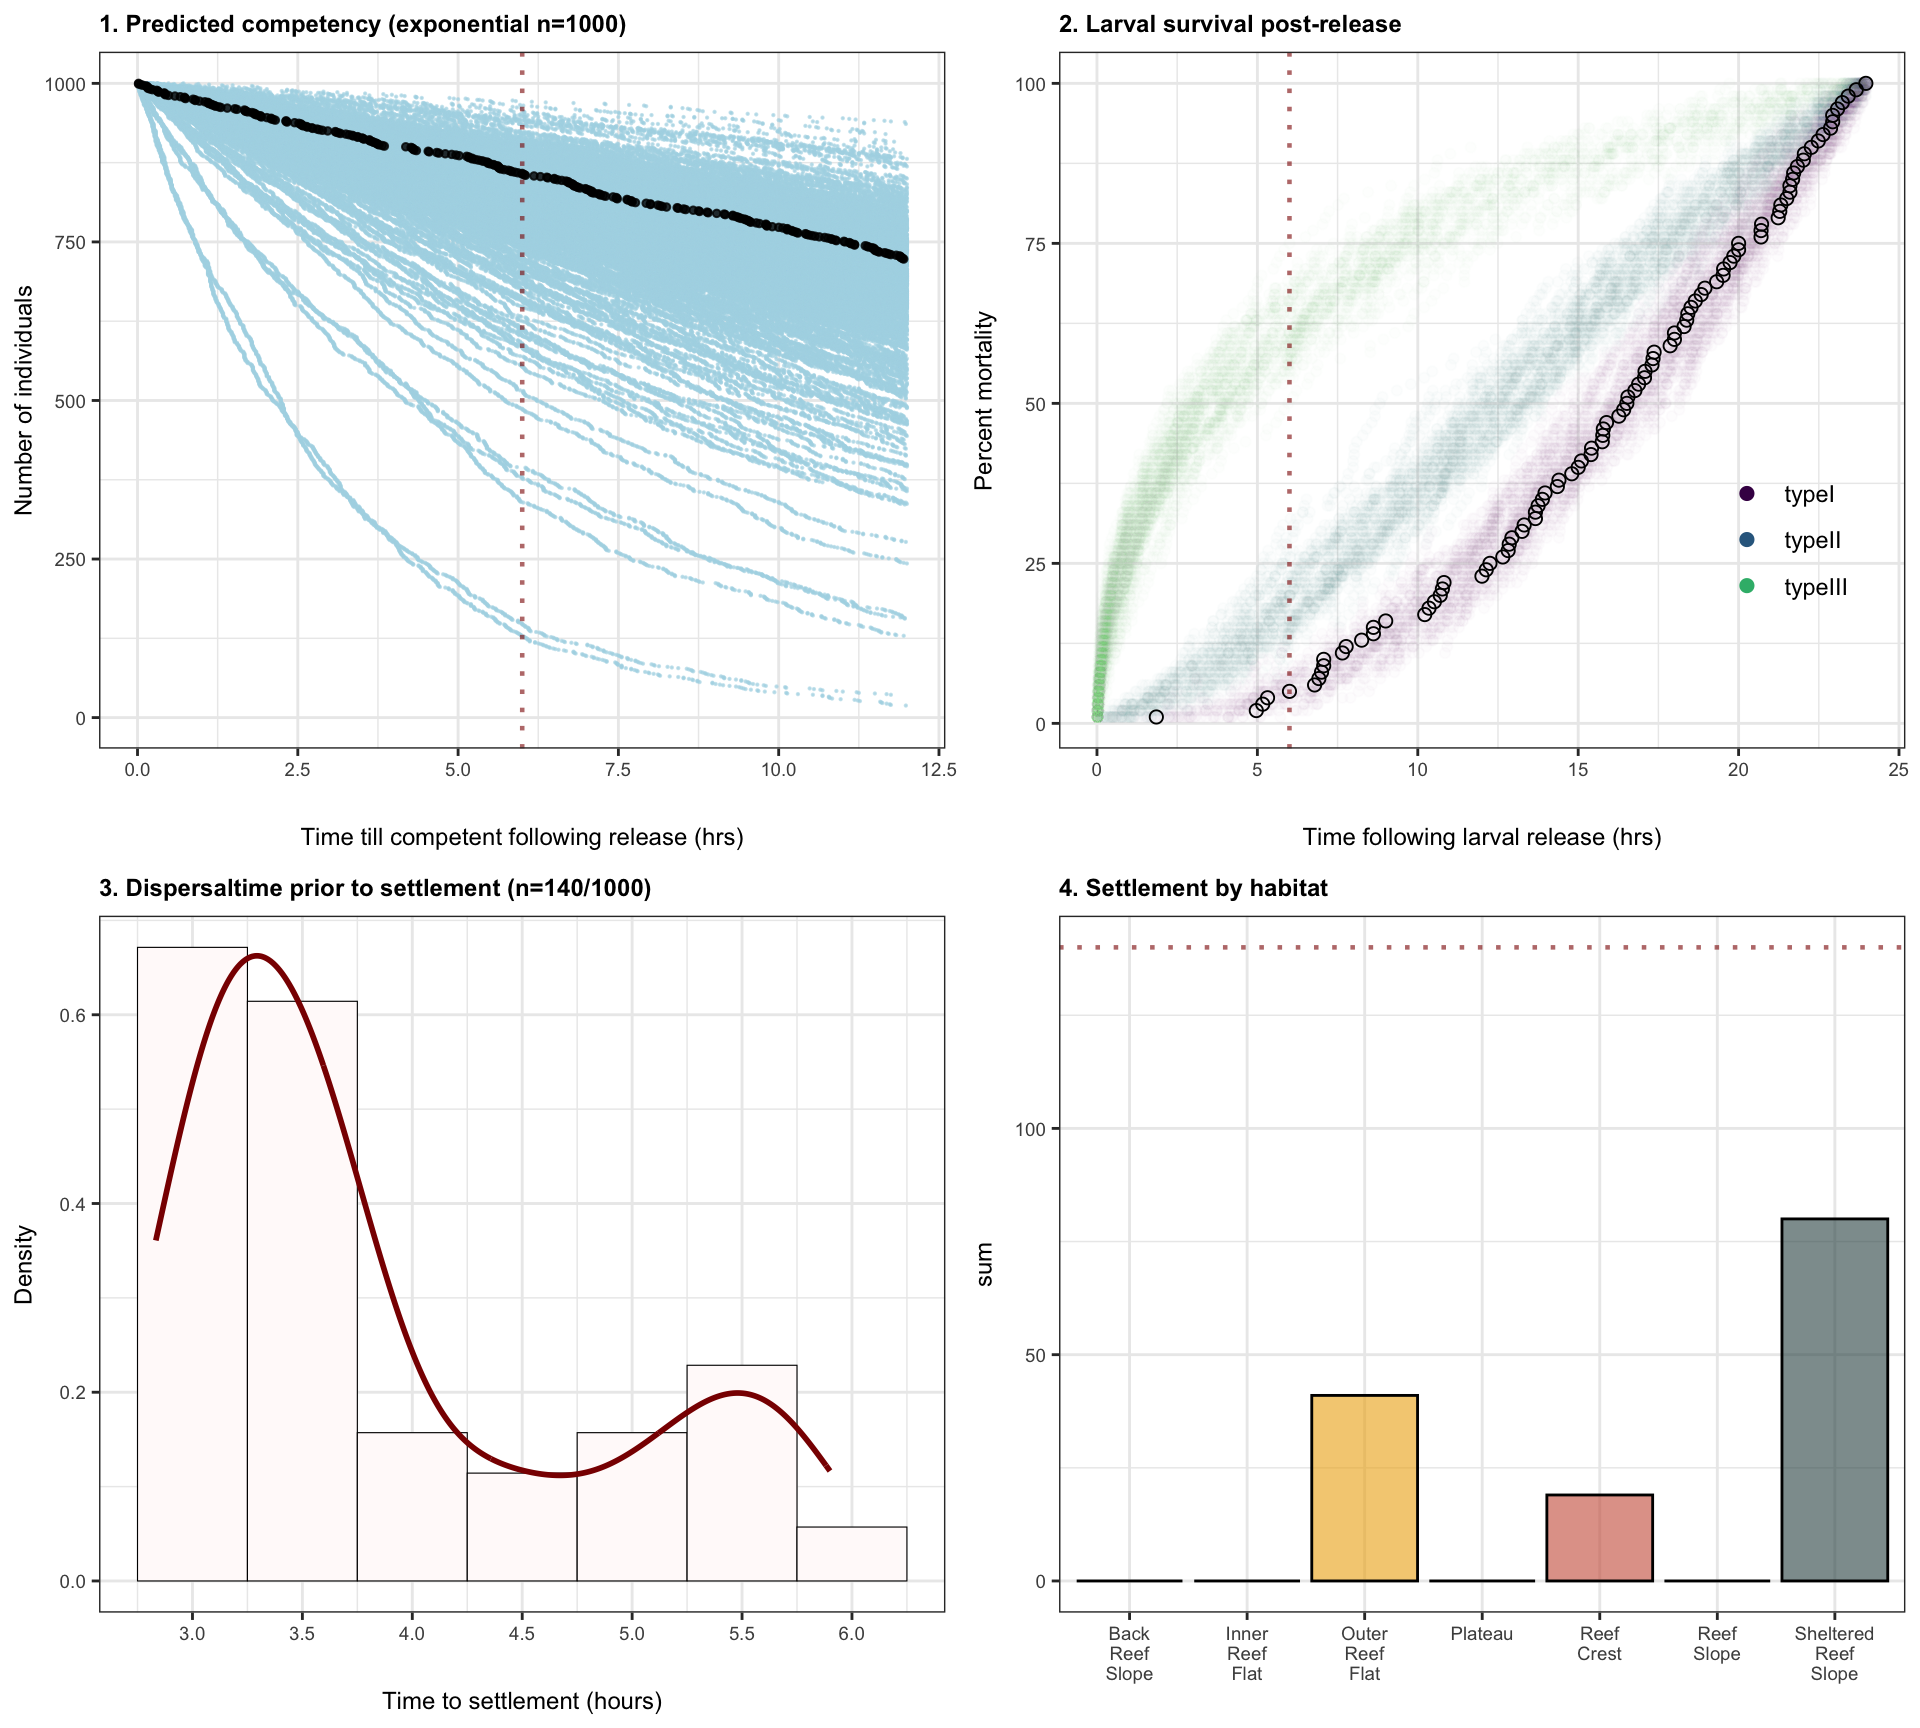 1. Predicted competency (exponential n=1000)
Number of individuals
1000
750
500
250
0
0.0 2.5 5.0 7.5 10.0 12.5
Time till competent following release (hrs)
2. Larval survival post-release
Percent mortality
100
75
50
25
0
typeI
typeII
typeIII
0 5 10 15 20 25
Time following larval release (hrs)
3. Dispersaltime prior to settlement (n=140/1000)
Density
0.6
0.4
0.2
0.0
3.0 3.5 4.0 4.5 5.0 5.5 6.0
Time to settlement (hours)
4. Settlement by habitat
sum
100
50
0
Back
Reef
Slope
Inner
Reef
Flat
Outer
Reef
Flat
Plateau
Reef
Crest
Reef
Slope
Sheltered
Reef
Slope